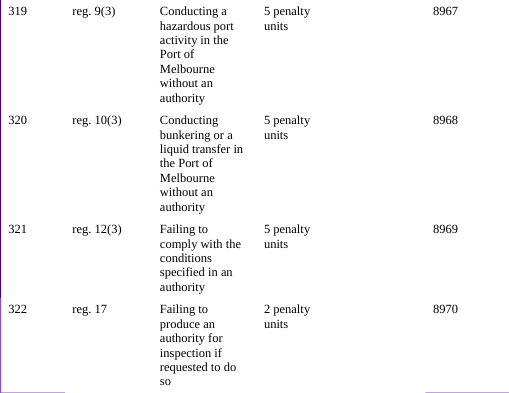 319 reg. 9(3) Conducting a 5 penalty 8967
hazardous port units
activity in the
Port of
Melbourne
without an
authority
320 reg. 10(3) Conducting 5 penalty 8968
bunkering or a units
liquid transfer in
the Port of
Melbourne
without an
authority
321 reg. 12(3) Failing to 5 penalty 8969
comply with the units
conditions
specified in an
authority
322 reg. 17 Failing to 2 penalty 8970
produce an units
authority for
inspection if
requested to do
so